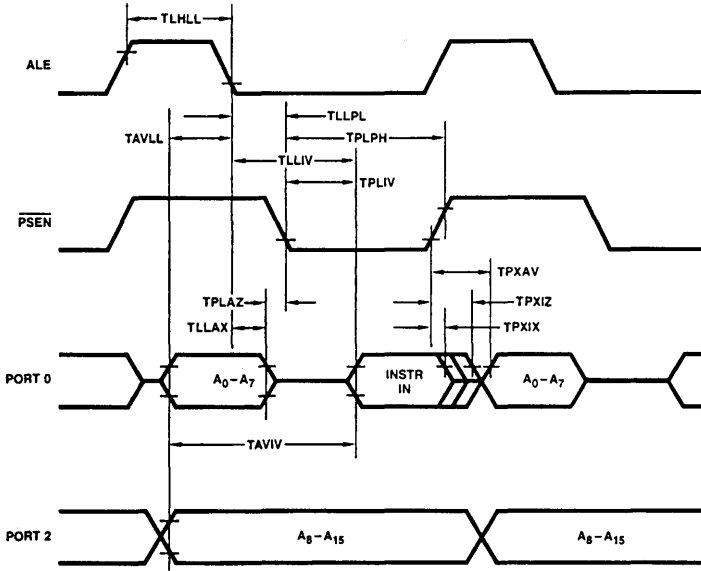 TLHLL
ALE
TLLPL
TAVLL
TPLPH
TLLIV
TPLIV
PSEN
TPXAV
TPLAZ
TPXIZ
TLLAX
TPXIX
PORT 0
A0–A7
INSTR
IN
A0–A7
TAVIV
PORT 2
A8–A15
A8–A15